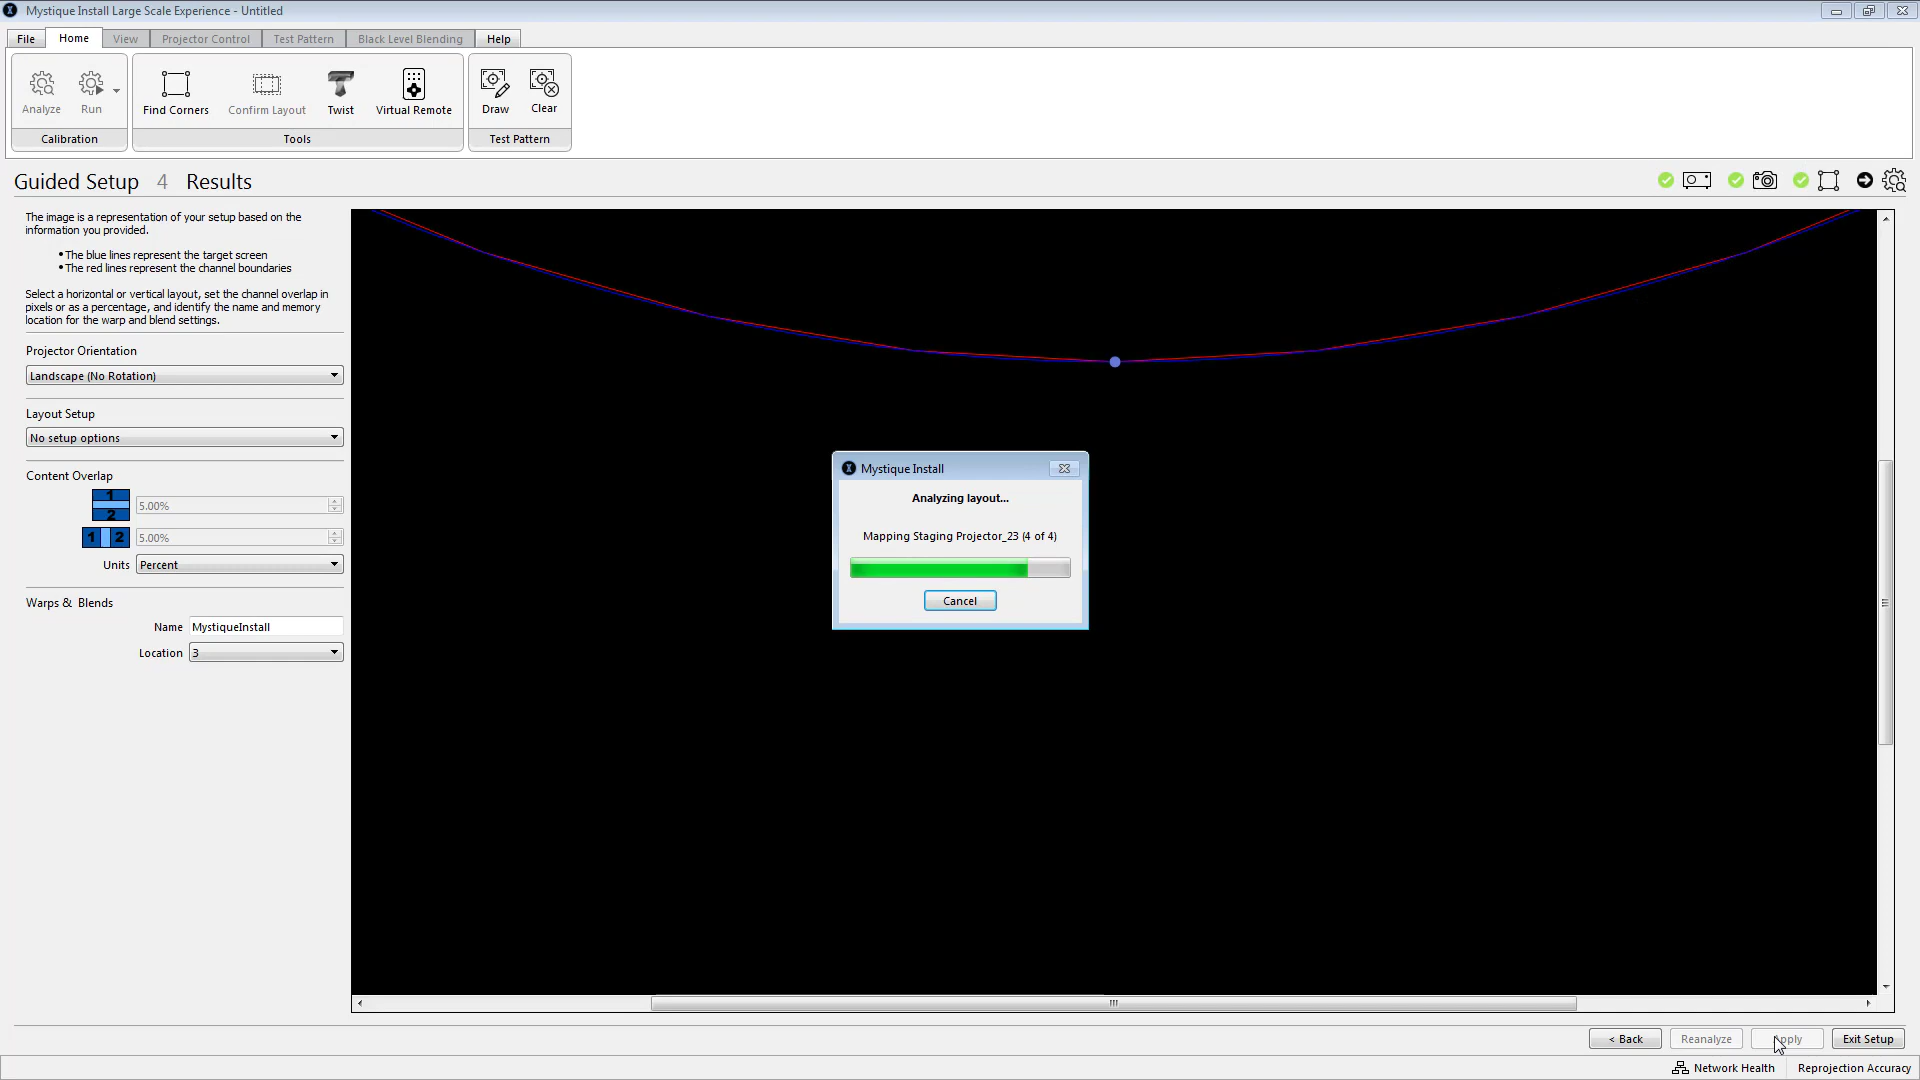 Mystique Install Large Scale Experience - Untitled
File Home View Projector Control Test Pattern Black Level Blending Help
Analyze Run Find Corners Confirm Layout Twist Virtual Remote Draw Clear
Calibration Tools Test Pattern
Guided Setup 4 Results
The image is a representation of your setup based on the
information you provided.
•The blue lines represent the target screen
•The red lines represent the channel boundaries
Select a horizontal or vertical layout, set the channel overlap in
pixels or as a percentage, and identify the name and memory
location for the warp and blend settings.
Projector Orientation
Landscape (No Rotation)
Layout Setup
No setup options
Content Overlap
1
2
5.00%
1 2 5.00%
Units Percent
Warps & Blends
Name MystiqueInstall
Location 3
Mystique Install
Analyzing layout...
Mapping Staging Projector_23 (4 of 4)
Cancel
< Back Reanalyze Apply Exit Setup
Network Health Reprojection Accuracy